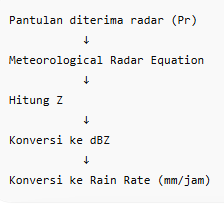 Pantulan diterima radar (Pr)
↓
Meteorological Radar Equation
↓
Hitung Z
↓
Konversi ke dBZ
↓
Konversi ke Rain Rate (mm/jam)